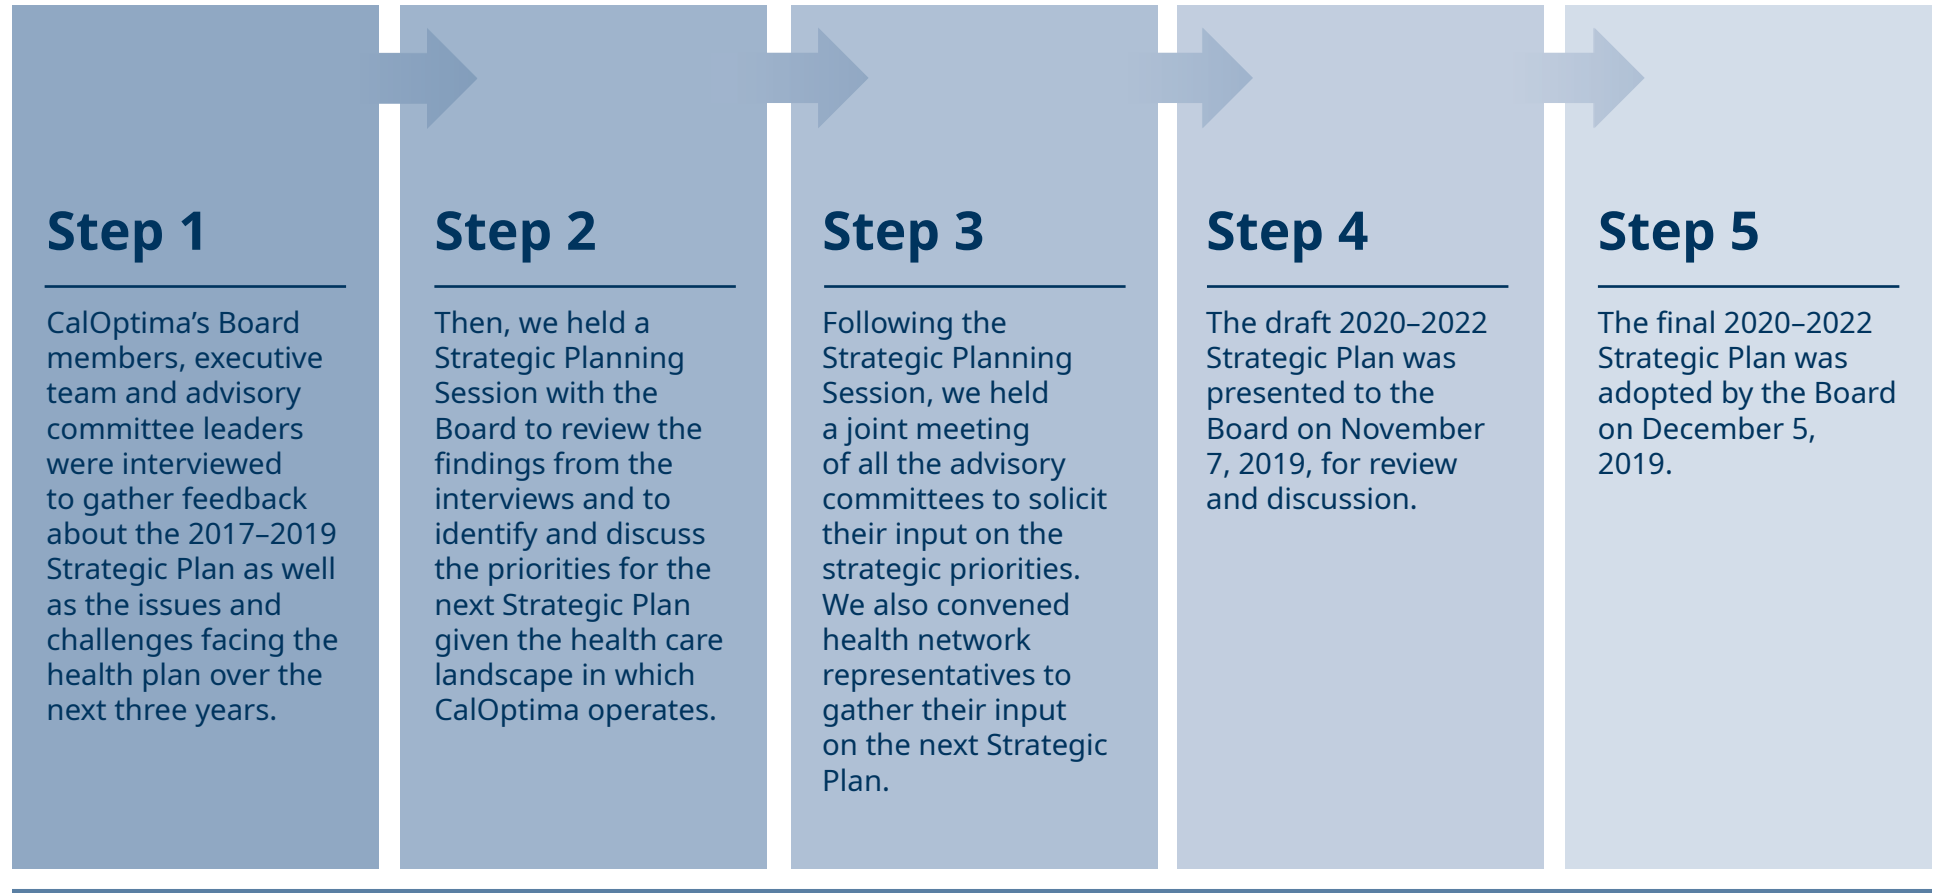 Step 1
CalOptima’s Board
members, executive
team and advisory
committee leaders
were interviewed
to gather feedback
about the 2017–2019
Strategic Plan as well
as the issues and
challenges facing the
health plan over the
next three years.
Step 2
Then, we held a
Strategic Planning
Session with the
Board to review the
findings from the
interviews and to
identify and discuss
the priorities for the
next Strategic Plan
given the health care
landscape in which
CalOptima operates.
Step 3
Following the
Strategic Planning
Session, we held
a joint meeting
of all the advisory
committees to solicit
their input on the
strategic priorities.
We also convened
health network
representatives to
gather their input
on the next Strategic
Plan.
Step 4
The draft 2020–2022
Strategic Plan was
presented to the
Board on November
7, 2019, for review
and discussion.
Step 5
The final 2020–2022
Strategic Plan was
adopted by the Board
on December 5,
2019.